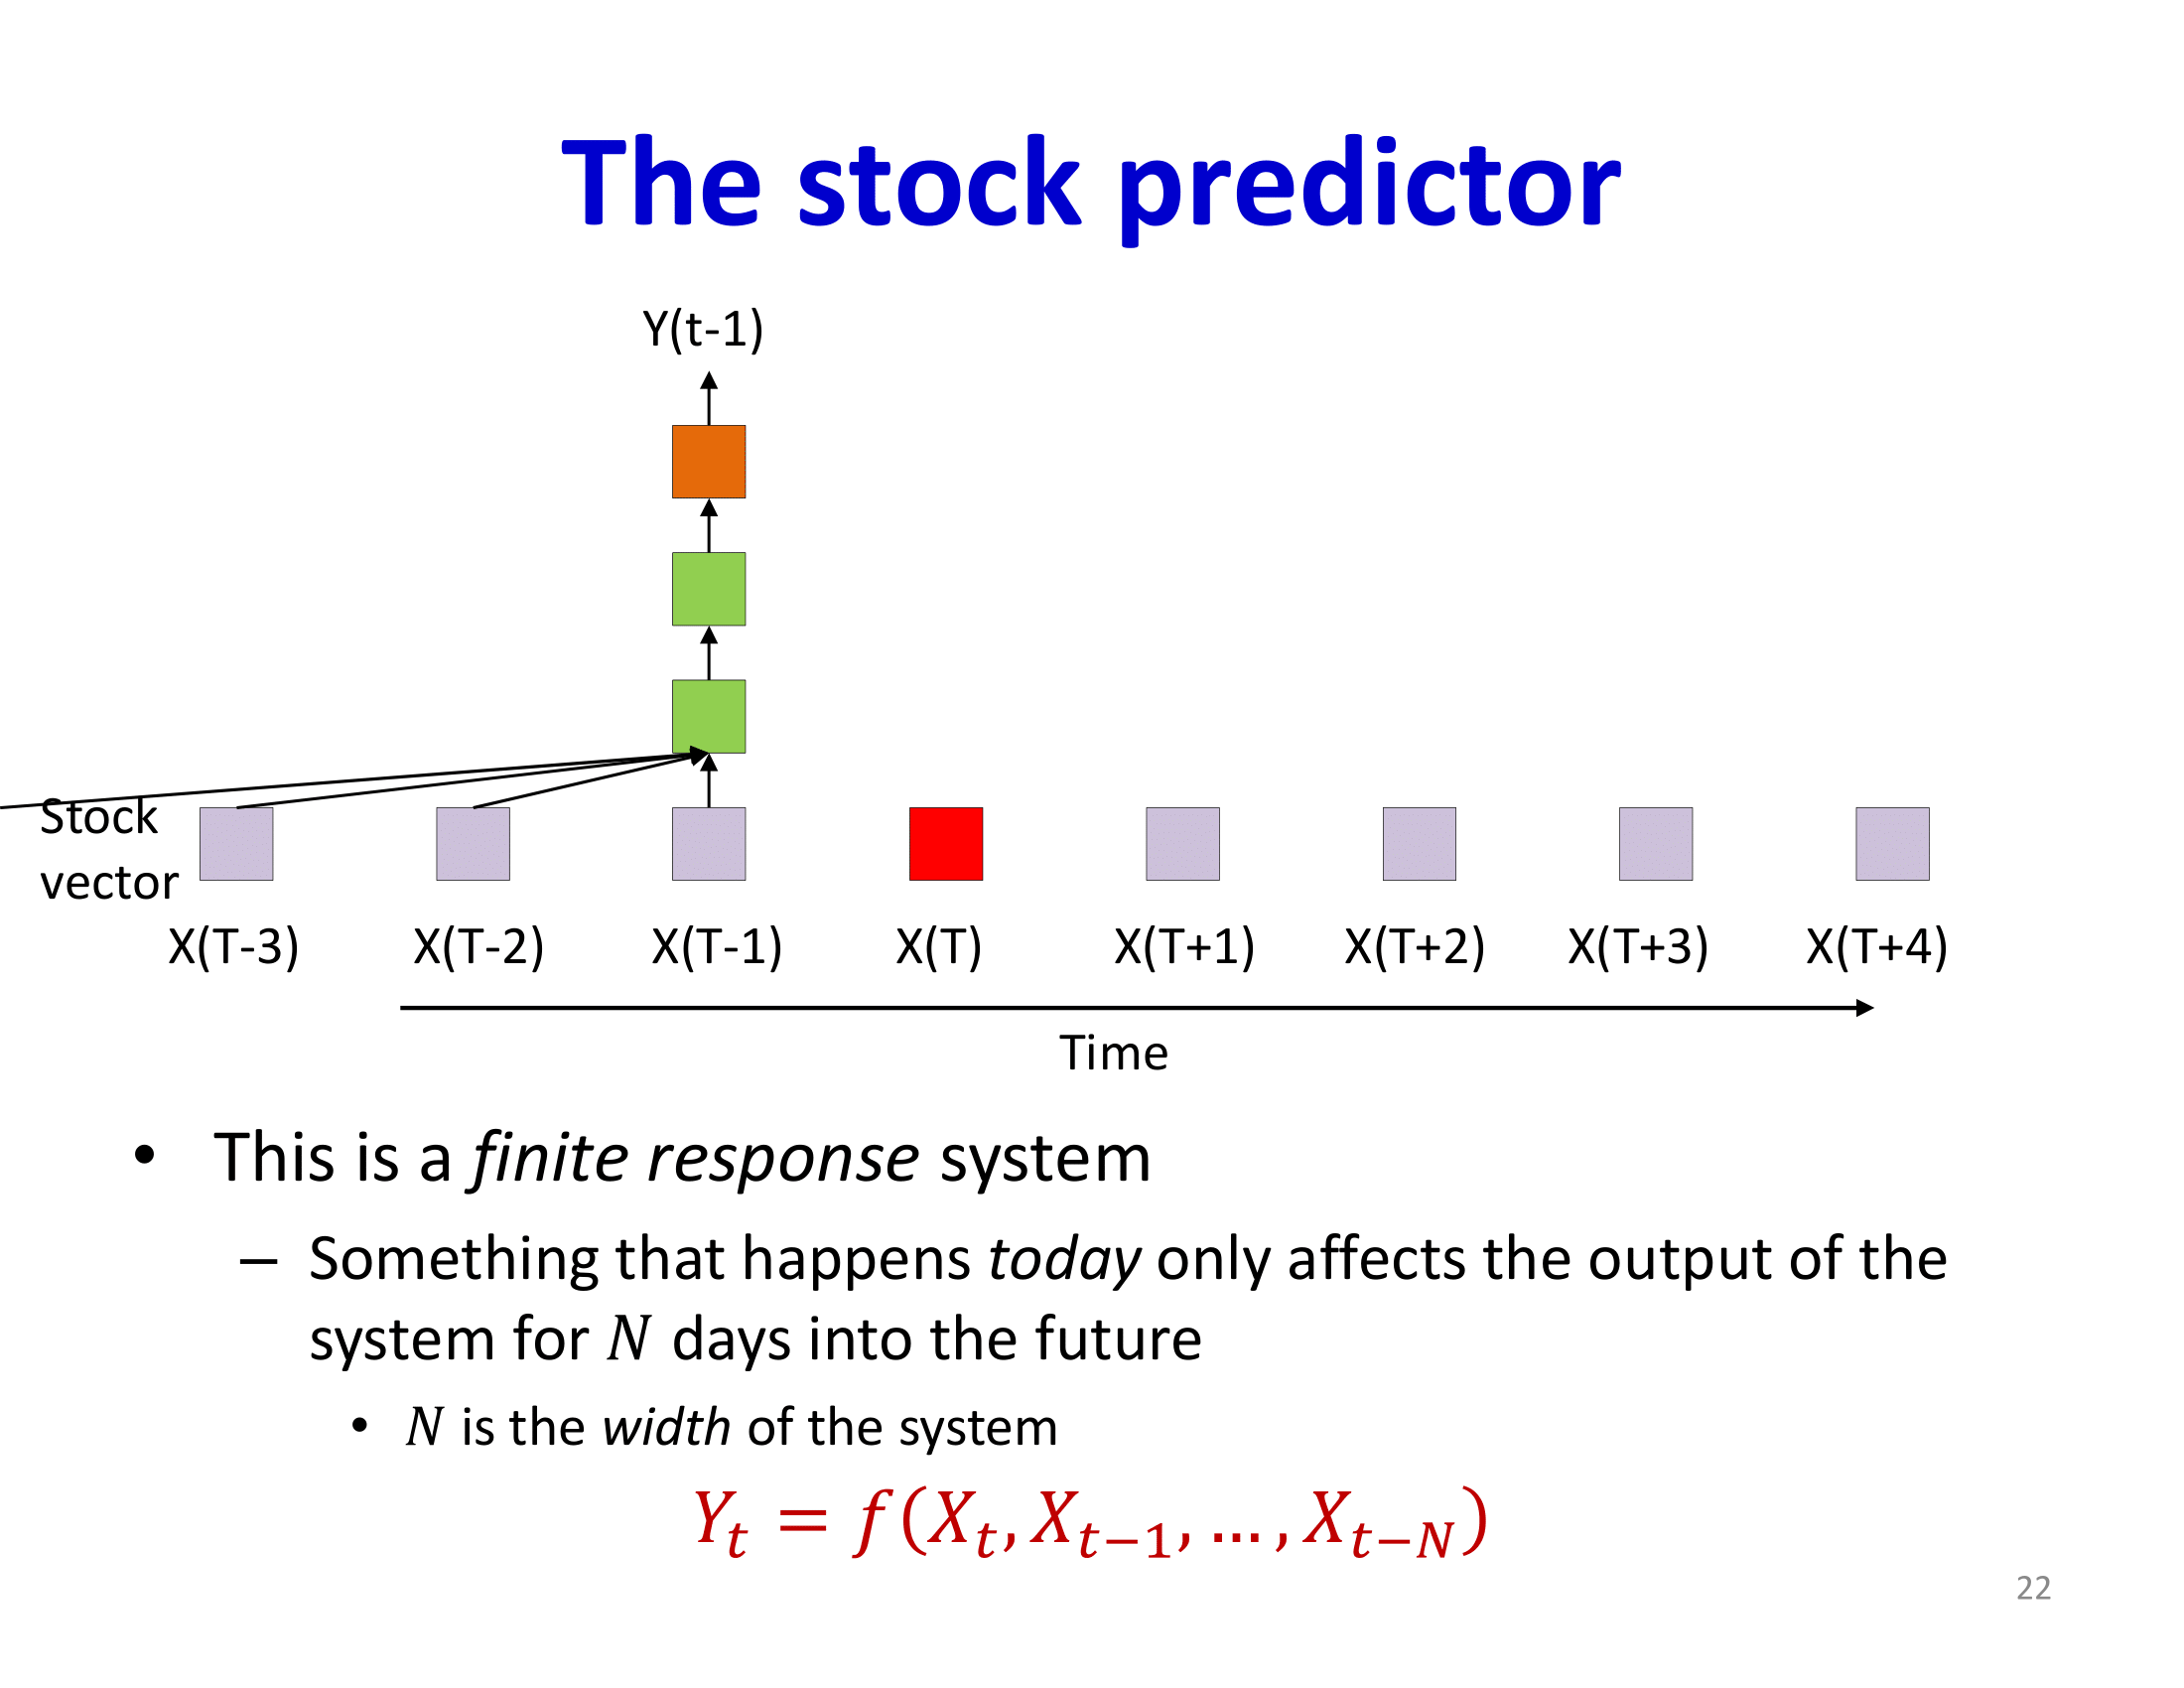 The stock predictor
Y(t-1)
Stock
vector
X(T-3) X(T-2) X(T-1) X(T) X(T+1) X(T+2) X(T+3) X(T+4)
Time
• This is a finite response system
– Something that happens today only affects the output of the
system for N days into the future
• N is the width of the system
Y_t = f(X_t, X_{t−1}, … , X_{t−N})
22